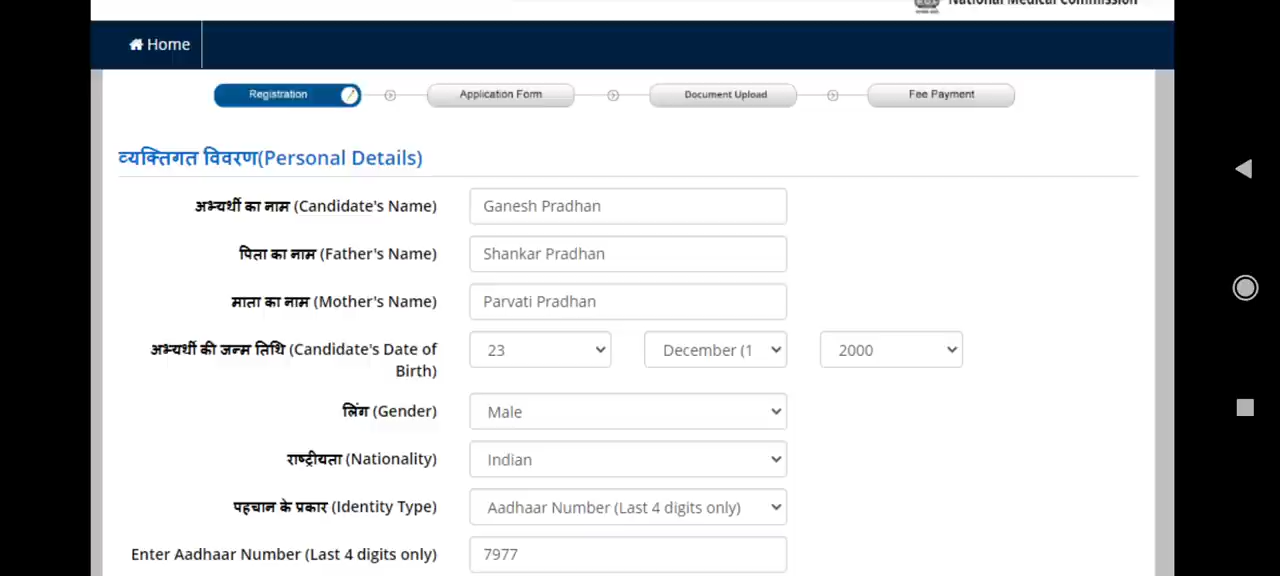 National Medical Commission
Home
Registration
Application Form
Document Upload
Fee Payment
व्यक्तिगत विवरण(Personal Details)
अभ्यर्थी का नाम (Candidate's Name) Ganesh Pradhan
पिता का नाम (Father's Name) Shankar Pradhan
माता का नाम (Mother's Name) Parvati Pradhan
अभ्यर्थी की जन्म तिथि (Candidate's Date of 23 December (1 2000
Birth)
लिंग (Gender) Male
राष्ट्रीयता (Nationality) Indian
पहचान के प्रकार (Identity Type) Aadhaar Number (Last 4 digits only)
Enter Aadhaar Number (Last 4 digits only) 7977